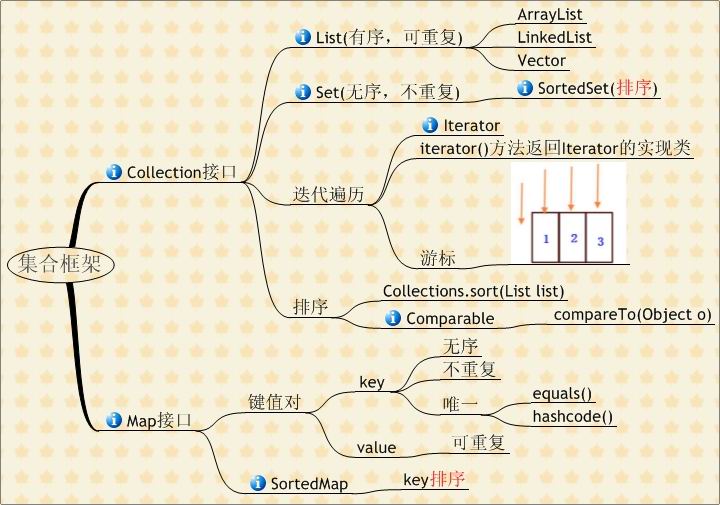 集合框架
Collection接口
List(有序，可重复)
ArrayList
LinkedList
Vector
Set(无序，不重复)
SortedSet(排序)
迭代遍历
Iterator
iterator()方法返回Iterator的实现类
游标
1 2 3
排序
Collections.sort(List list)
Comparable
compareTo(Object o)
Map接口
键值对
key
无序
不重复
唯一
equals()
hashcode()
value
可重复
SortedMap
key排序